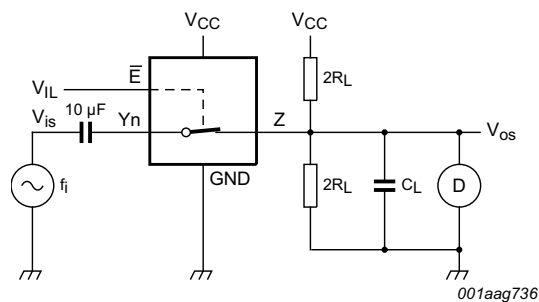 VCC VCC
E̅
VIL
2RL
Vis 10 μF Yn Z
Vos
GND
fi 2RL CL D
001aag736